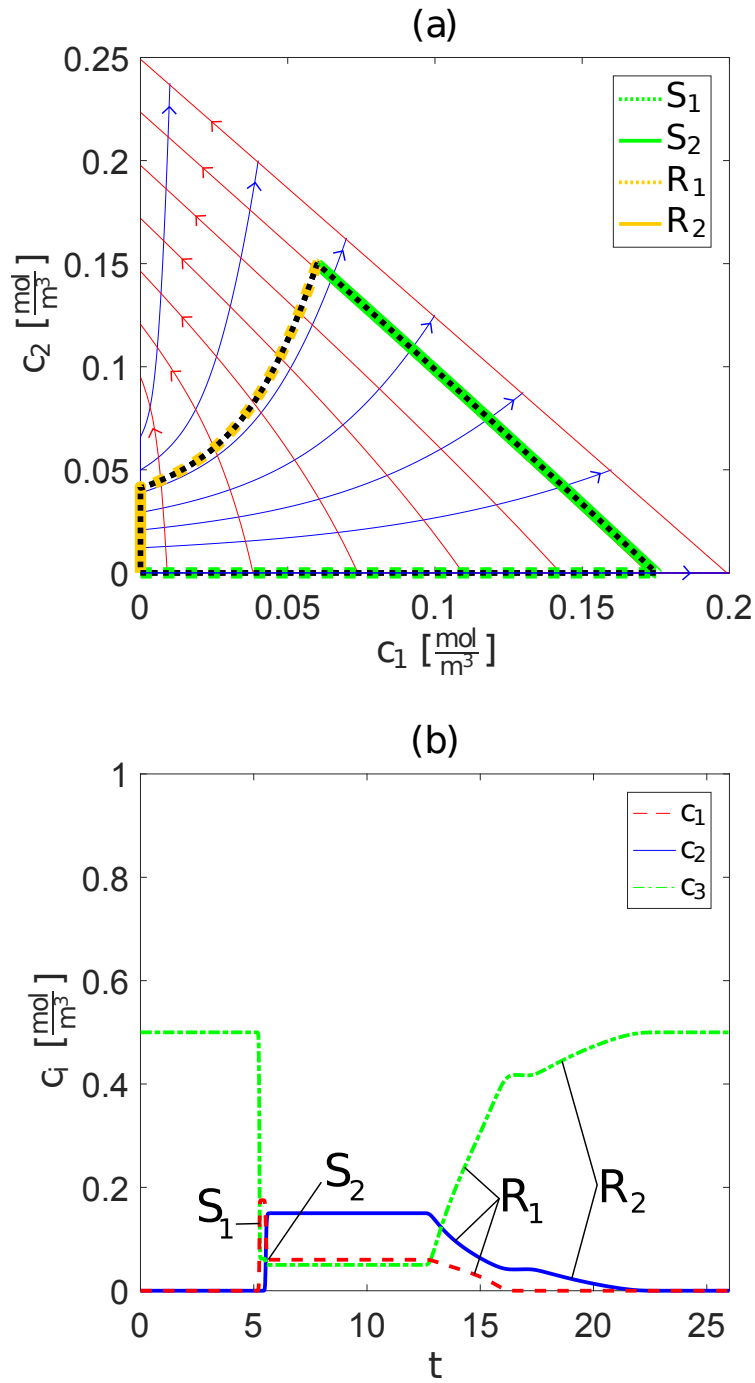 (a)
0.25
0.2
0.15
0.1
0.05
0
c₂ [mol/m³]
S₁
S₂
R₁
R₂
0 0.05 0.1 0.15 0.2
c₁ [mol/m³]
(b)
1
0.8
0.6
0.4
0.2
0
cᵢ [mol/m³]
c₁
c₂
c₃
S₁
S₂
R₁
R₂
0 5 10 15 20 25
t